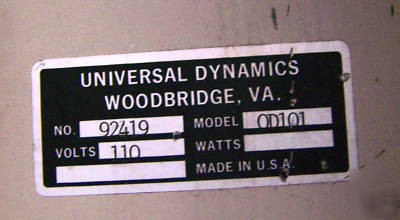 UNIVERSAL DYNAMICS
WOODBRIDGE, VA.
NO. 92419 MODEL OD101
VOLTS 110 WATTS
MADE IN U.S.A.